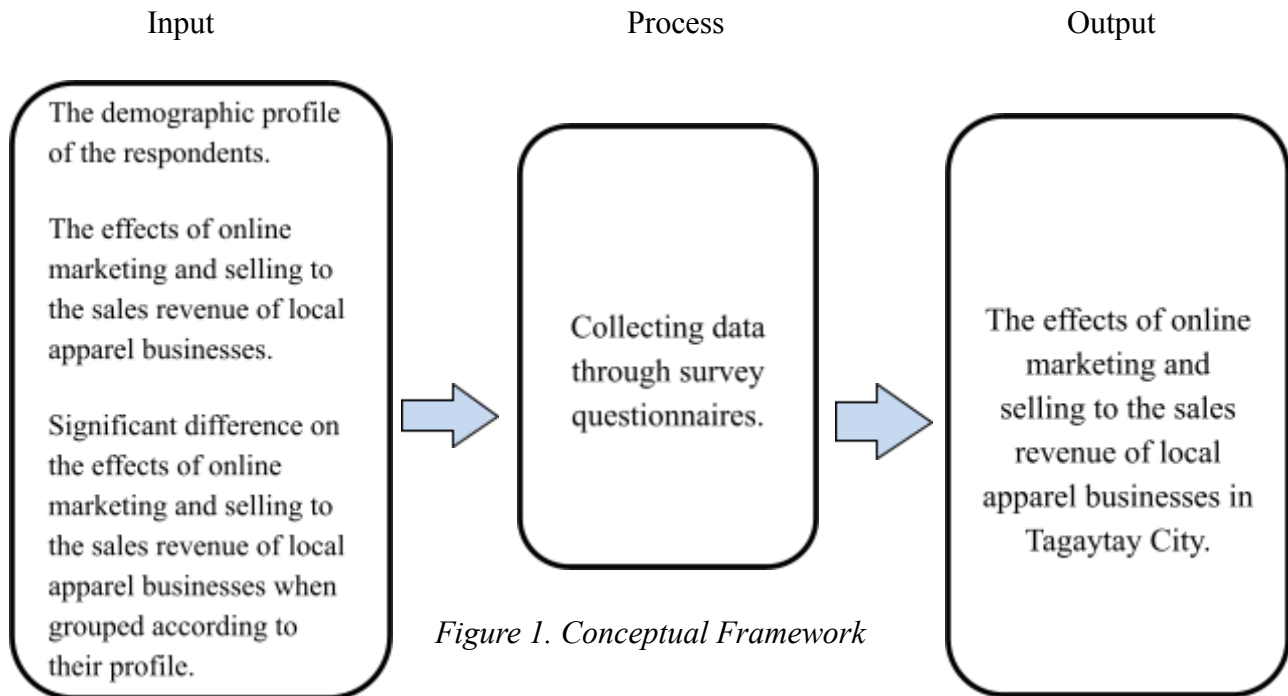 Input
Process
Output
The demographic profile
of the respondents.
The effects of online
marketing and selling to
the sales revenue of local
apparel businesses.
Significant difference on
the effects of online
marketing and selling to
the sales revenue of local
apparel businesses when
grouped according to
their profile.
Collecting data
through survey
questionnaires.
The effects of online
marketing and
selling to the sales
revenue of local
apparel businesses in
Tagaytay City.
Figure 1. Conceptual Framework